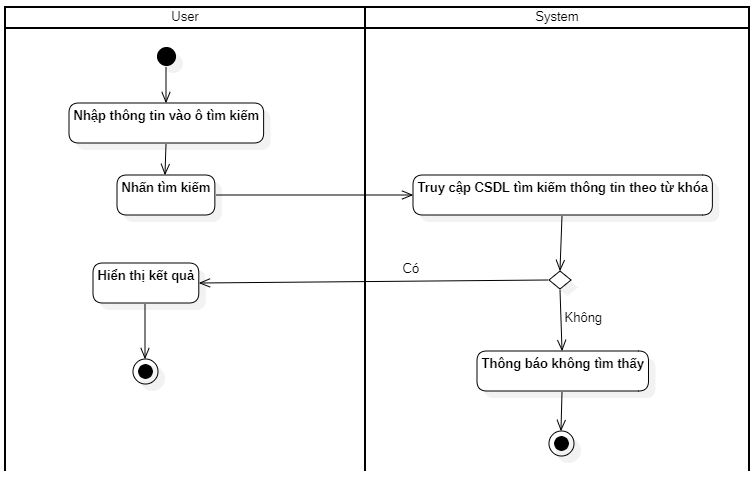 User
System
Nhập thông tin vào ô tìm kiếm
Nhấn tìm kiếm
Truy cập CSDL tìm kiếm thông tin theo từ khóa
Hiển thị kết quả
Có
Không
Thông báo không tìm thấy